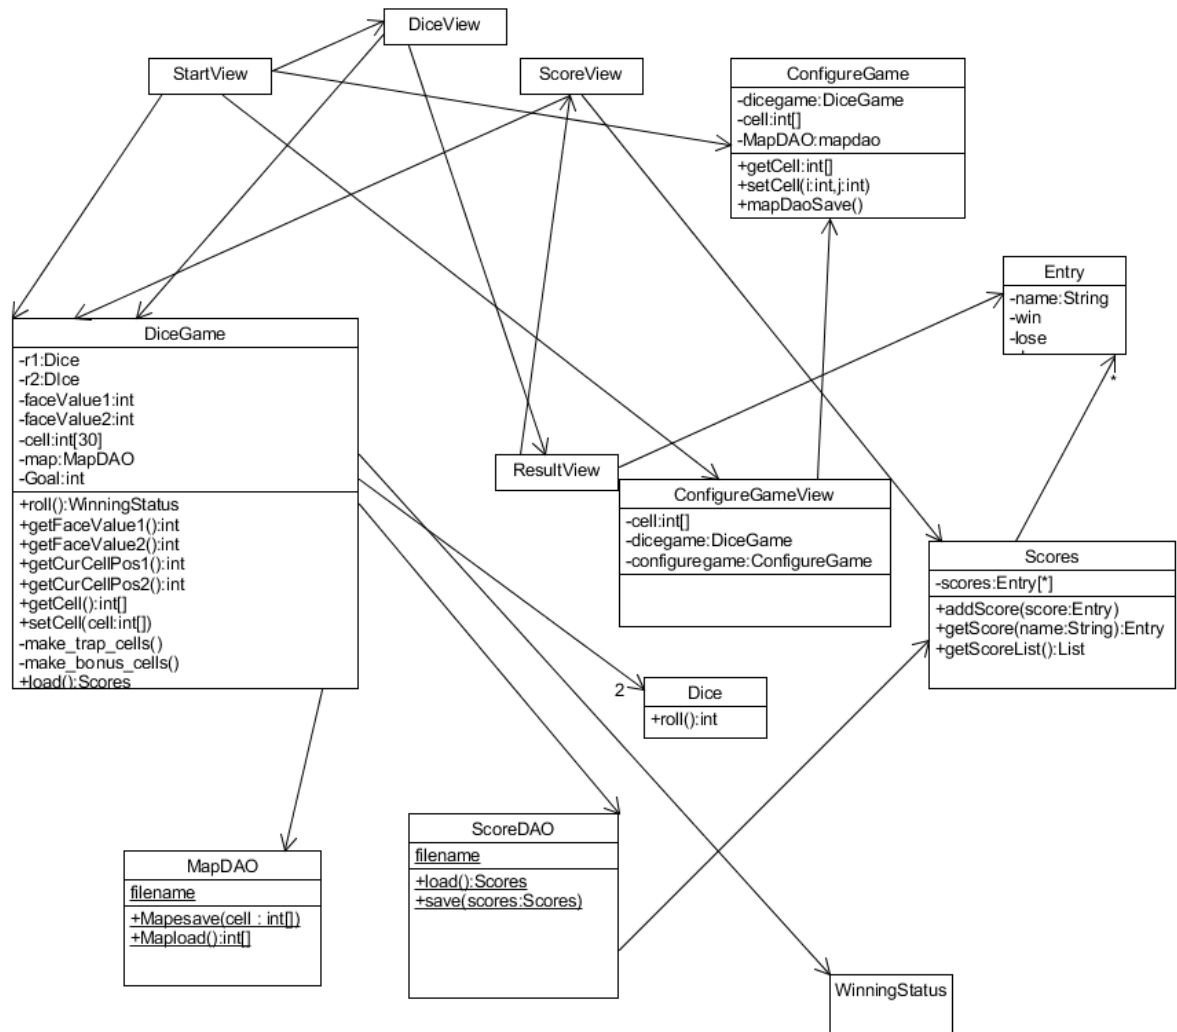 DiceView
StartView
ScoreView
ConfigureGame
-dicegame:DiceGame
-cell:int[]
-MapDAO:mapdao
+getCell:int[]
+setCell(i:int,j:int)
+mapDaoSave()
Entry
-name:String
-win
-lose
*
DiceGame
-r1:Dice
-r2:DIce
-faceValue1:int
-faceValue2:int
-cell:int[30]
-map:MapDAO
-Goal:int
+roll():WinningStatus
+getFaceValue1():int
+getFaceValue2():int
+getCurCellPos1():int
+getCurCellPos2():int
+getCell():int[]
+setCell(cell:int[])
-make_trap_cells()
-make_bonus_cells()
+load():Scores
ResultView
ConfigureGameView
-cell:int[]
-dicegame:DiceGame
-configuregame:ConfigureGame
Scores
-scores:Entry[*]
+addScore(score:Entry)
+getScore(name:String):Entry
+getScoreList():List
2
Dice
+roll():int
ScoreDAO
filename
+load():Scores
+save(scores:Scores)
MapDAO
filename
+Mapesave(cell : int[])
+Mapload():int[]
WinningStatus